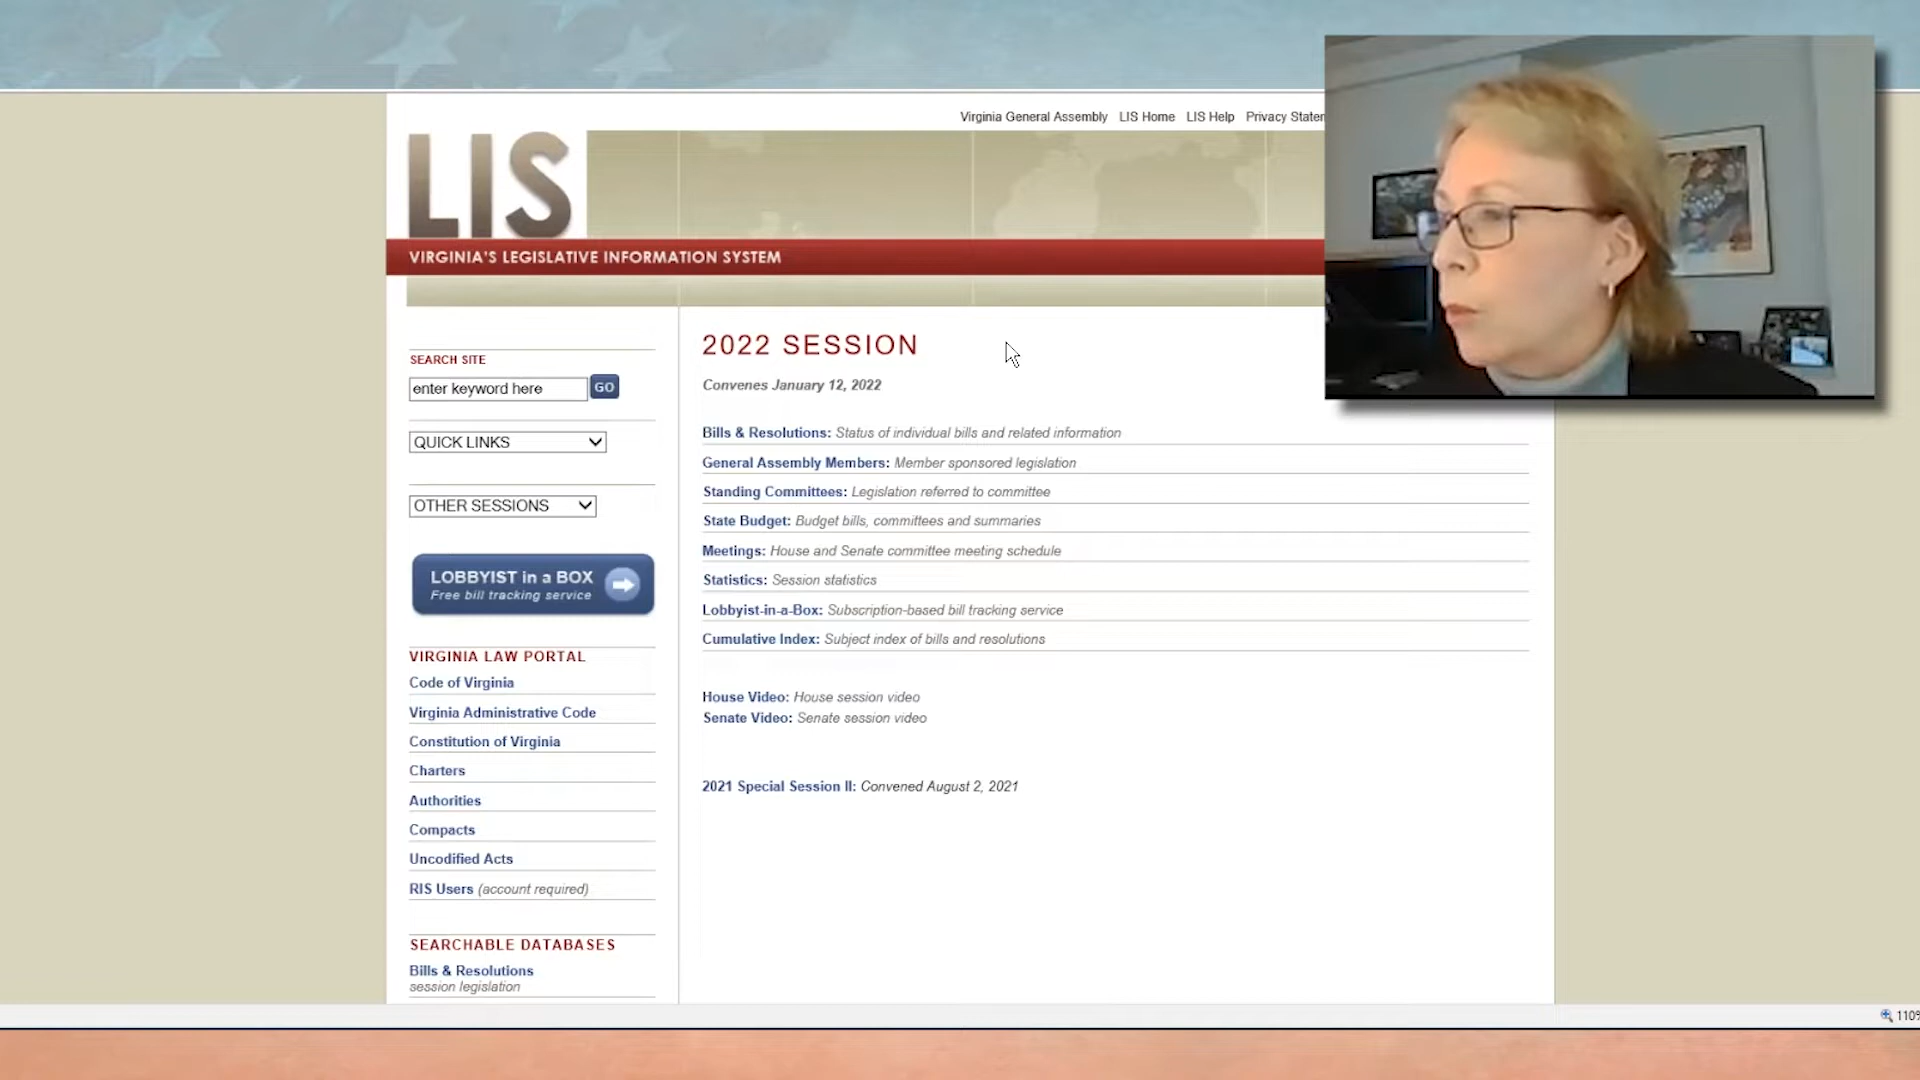 Virginia General Assembly LIS Home LIS Help Privacy Statem
LIS
VIRGINIA'S LEGISLATIVE INFORMATION SYSTEM
SEARCH SITE
enter keyword here GO
QUICK LINKS
OTHER SESSIONS
LOBBYIST in a BOX
Free bill tracking service
VIRGINIA LAW PORTAL
Code of Virginia
Virginia Administrative Code
Constitution of Virginia
Charters
Authorities
Compacts
Uncodified Acts
RIS Users (account required)
SEARCHABLE DATABASES
Bills & Resolutions
session legislation
2022 SESSION
Convenes January 12, 2022
Bills & Resolutions: Status of individual bills and related information
General Assembly Members: Member sponsored legislation
Standing Committees: Legislation referred to committee
State Budget: Budget bills, committees and summaries
Meetings: House and Senate committee meeting schedule
Statistics: Session statistics
Lobbyist-in-a-Box: Subscription-based bill tracking service
Cumulative Index: Subject index of bills and resolutions
House Video: House session video
Senate Video: Senate session video
2021 Special Session II: Convened August 2, 2021
110%